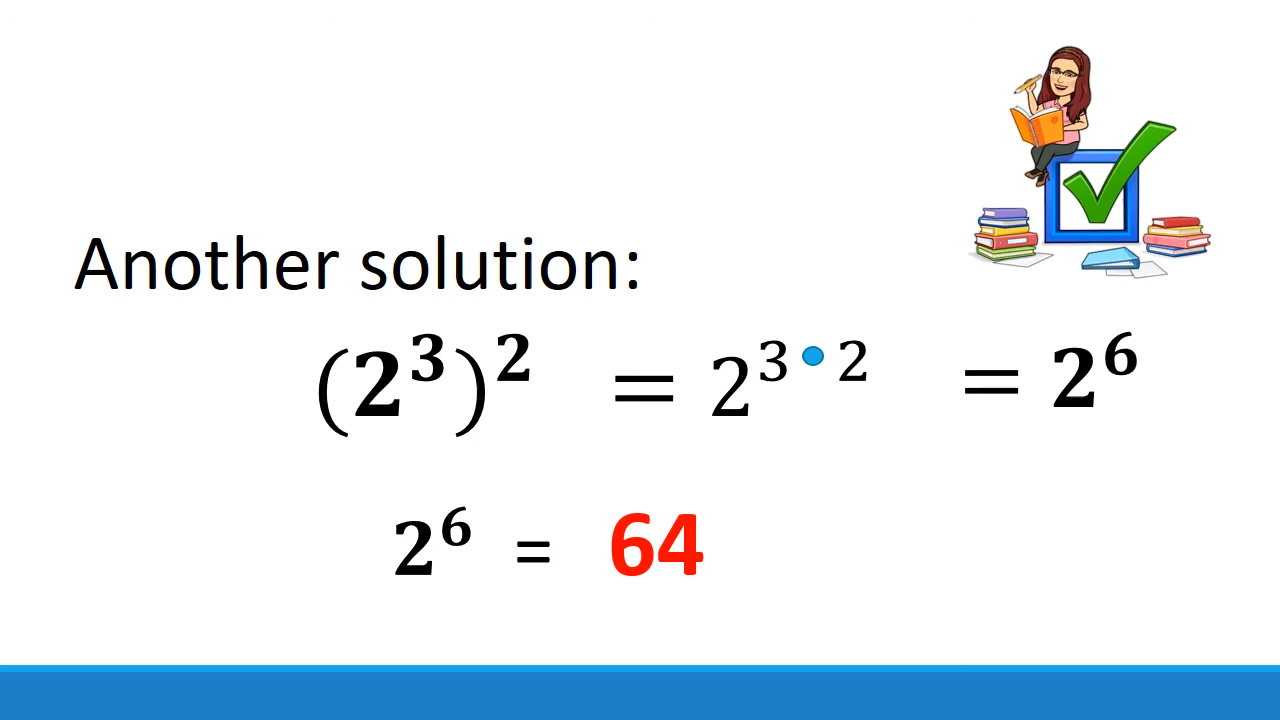 Another solution:
(2³)² = 2³•² = 2⁶
2⁶ = 64